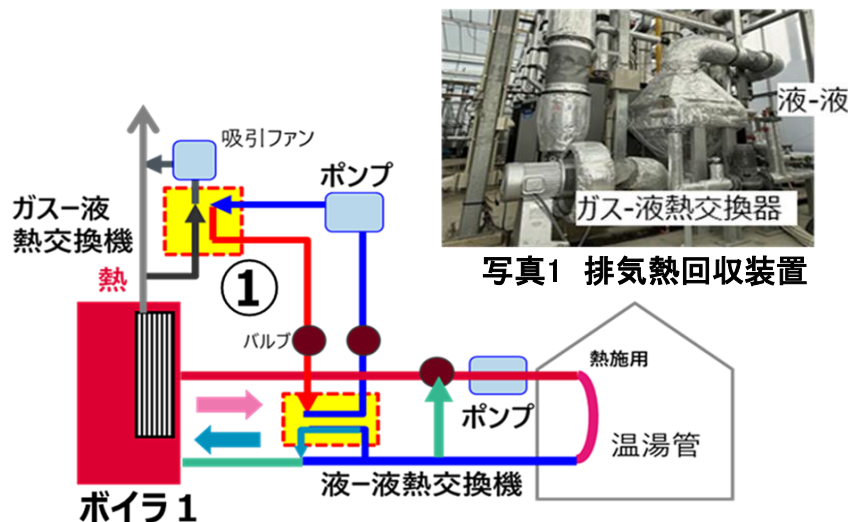 吸引ファン
ポンプ
ガス－液
熱交換機
熱
①
バルブ
ポンプ
熱施用
温湯管
液－液熱交換機
ボイラ１
液-液
ガス-液熱交換器
写真1 排気熱回収装置